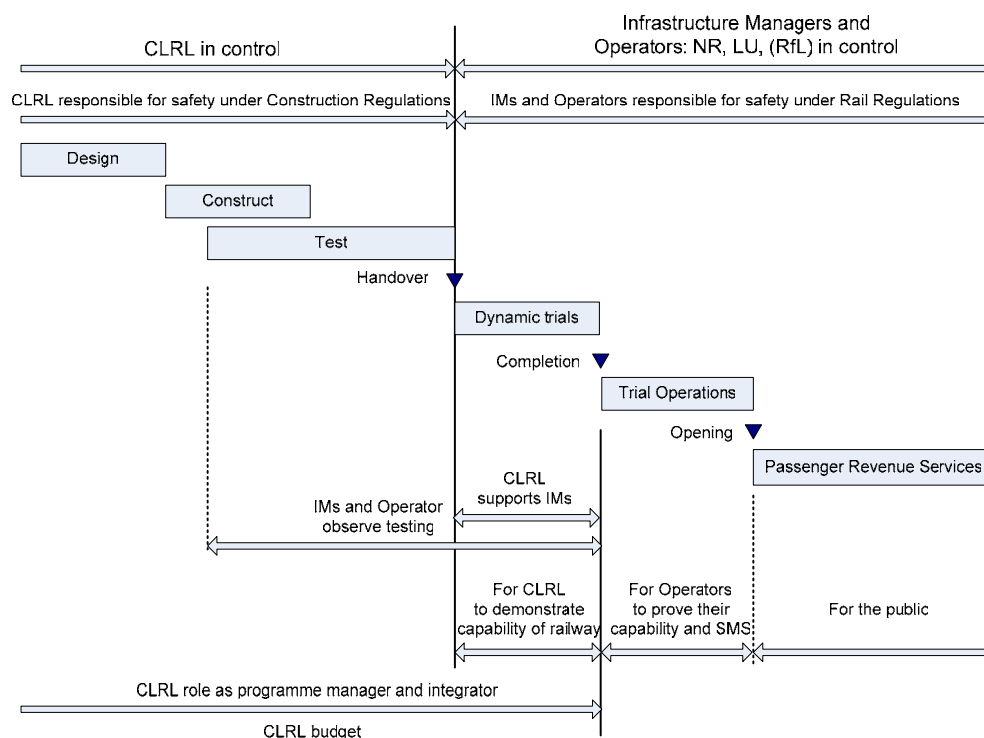 CLRL in control
Infrastructure Managers and
Operators: NR, LU, (RfL) in control
CLRL responsible for safety under Construction Regulations
IMs and Operators responsible for safety under Rail Regulations
Design
Construct
Test
Handover
Dynamic trials
Completion
Trial Operations
Opening
Passenger Revenue Services
CLRL
supports IMs
IMs and Operator
observe testing
For CLRL
to demonstrate
capability of railway
For Operators
to prove their
capability and SMS
For the public
CLRL role as programme manager and integrator
CLRL budget